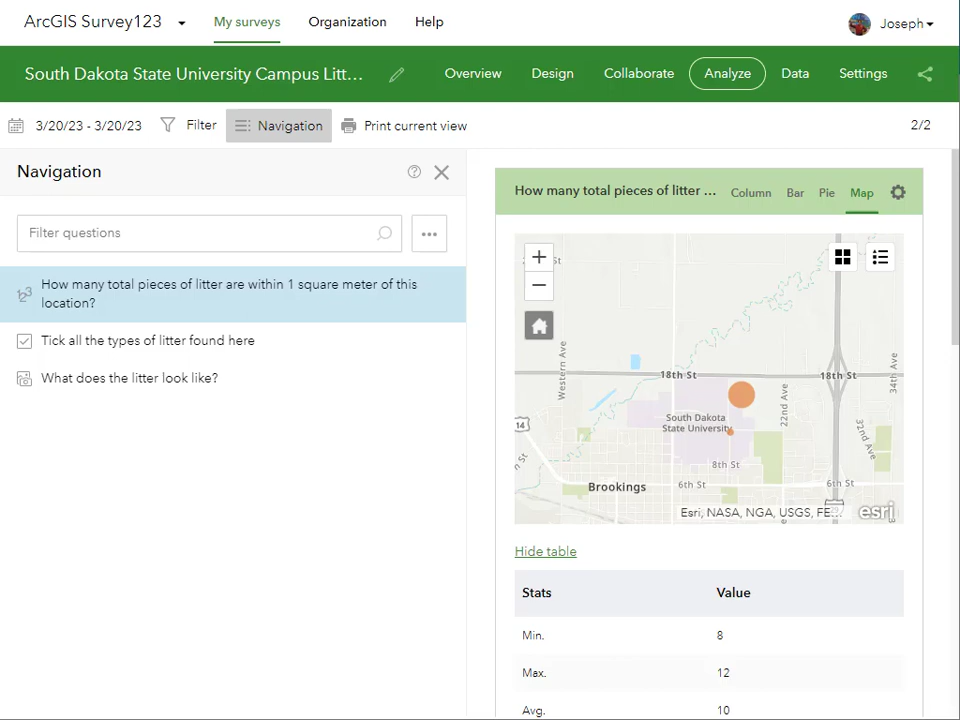 ArcGIS Survey123 My surveys Organization Help Joseph
South Dakota State University Campus Litt... Overview Design Collaborate Analyze Data Settings
3/20/23 - 3/20/23 Filter Navigation Print current view 2/2
Navigation
Filter questions
How many total pieces of litter are within 1 square meter of this
location?
Tick all the types of litter found here
What does the litter look like?
How many total pieces of litter ... Column Bar Pie Map
Western Ave
18th St
18th St
34th Ave
22nd Ave
South Dakota
State University
14
32nd Ave
8th St
6th St
6th St
Brookings
Esri, NASA, NGA, USGS, FE... esri
Hide table
Stats Value
Min. 8
Max. 12
Avg. 10